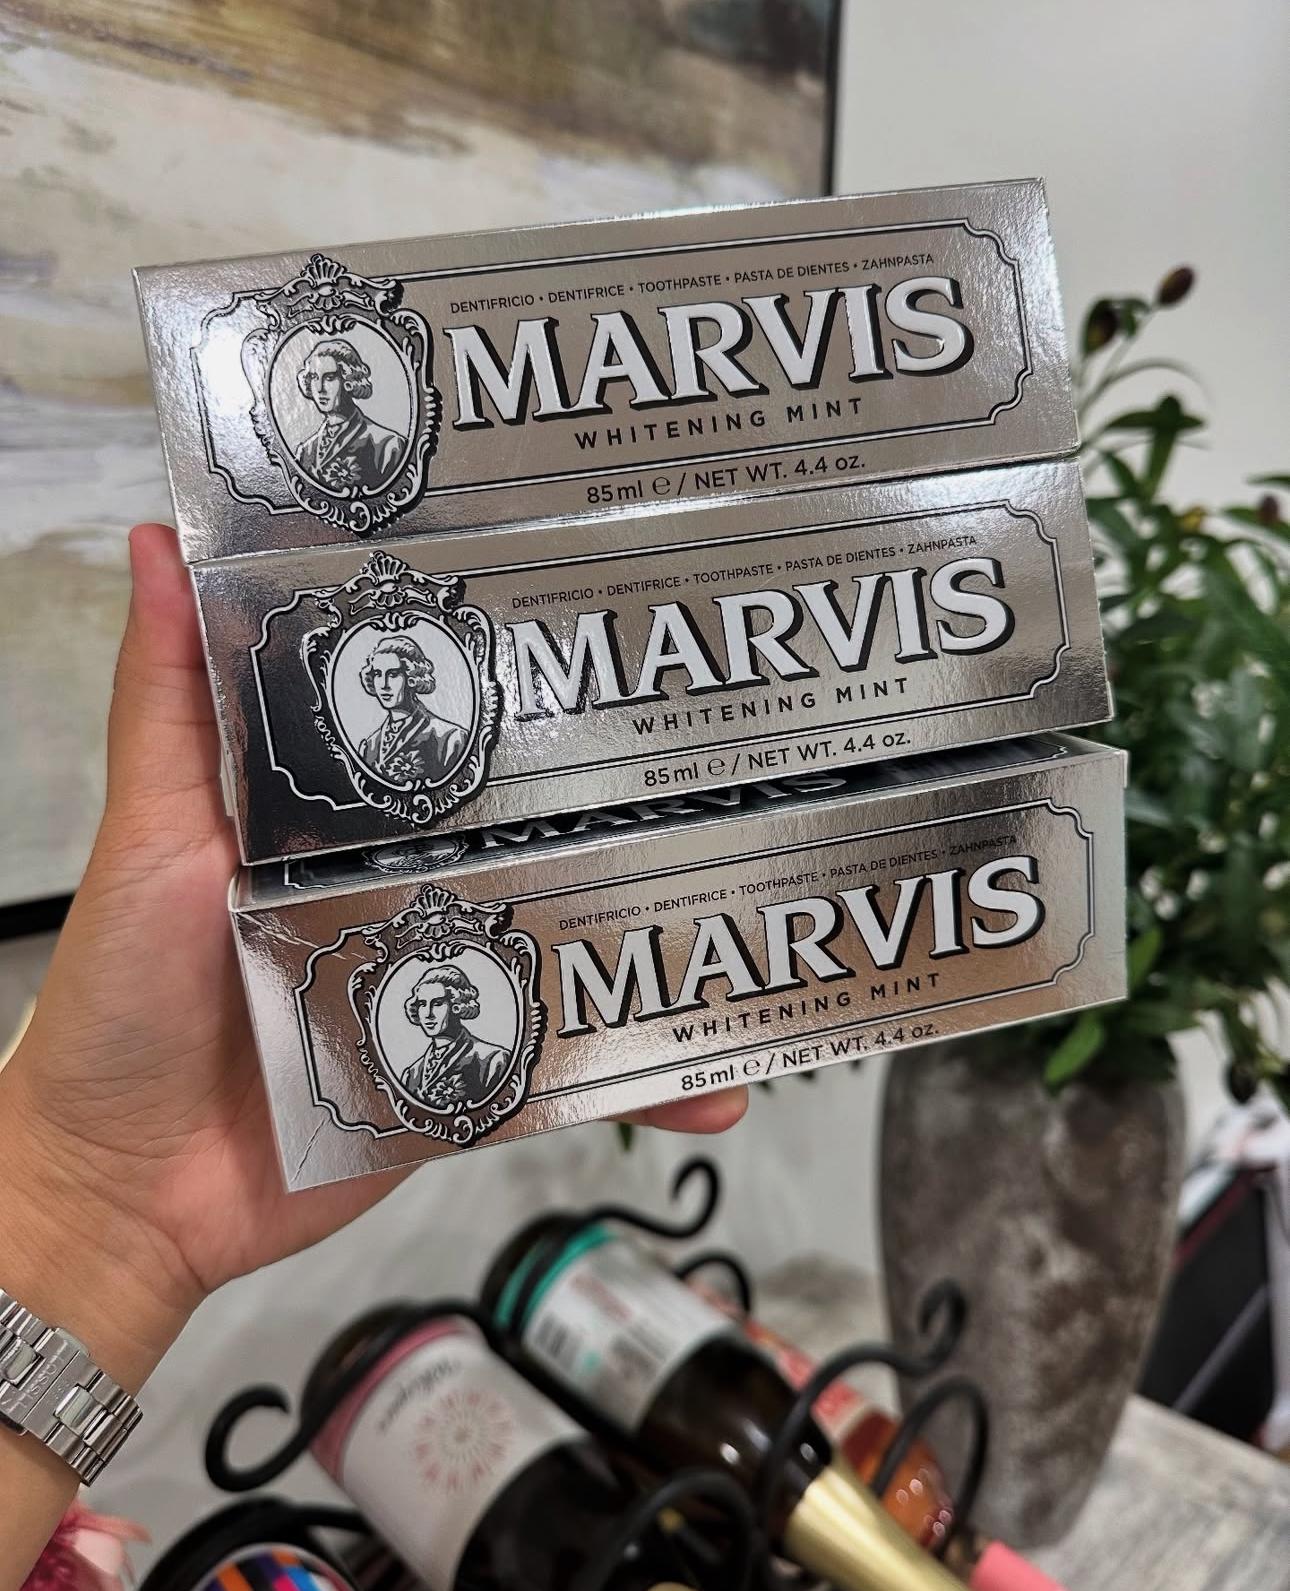 DENTIFRICIO • DENTIFRICE • TOOTHPASTE • PASTA DE DIENTES • ZAHNPASTA
MARVIS
WHITENING MINT
85ml ℮ / NET WT. 4.4 oz.
DENTIFRICIO • DENTIFRICE • TOOTHPASTE • PASTA DE DIENTES • ZAHNPASTA
MARVIS
WHITENING MINT
85ml ℮ / NET WT. 4.4 oz.
MARVIS
DENTIFRICIO • DENTIFRICE • TOOTHPASTE • PASTA DE DIENTES • ZAHNPASTA
MARVIS
WHITENING MINT
85ml ℮ / NET WT. 4.4 oz.
TISSOT